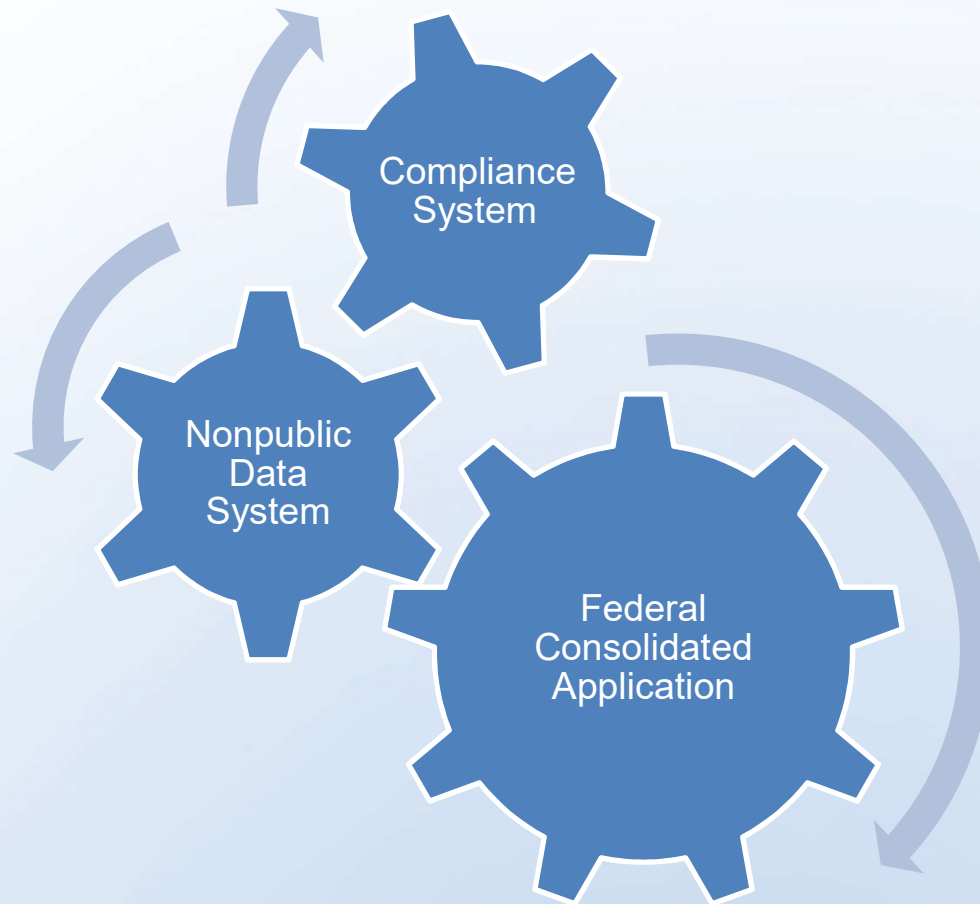 Compliance
System
Nonpublic
Data
System
Federal
Consolidated
Application